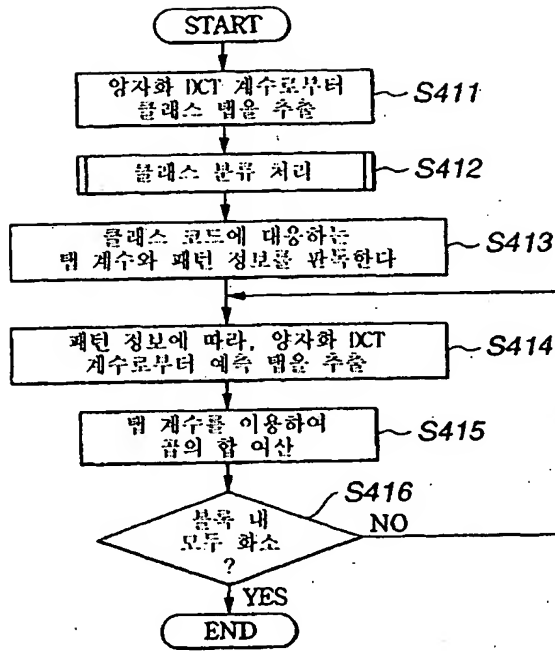 START
양자화 DCT 계수로부터
클래스 탭을 추출
S411
클래스 분류 처리
S412
클래스 코드에 대응하는
탭 계수와 패턴 정보를 판독한다
S413
패턴 정보에 따라, 양자화 DCT
계수로부터 예측 탭을 추출
S414
탭 계수를 이용하여
곱의 합 연산
S415
블록 내
모두 화소
?
S416
NO
YES
END